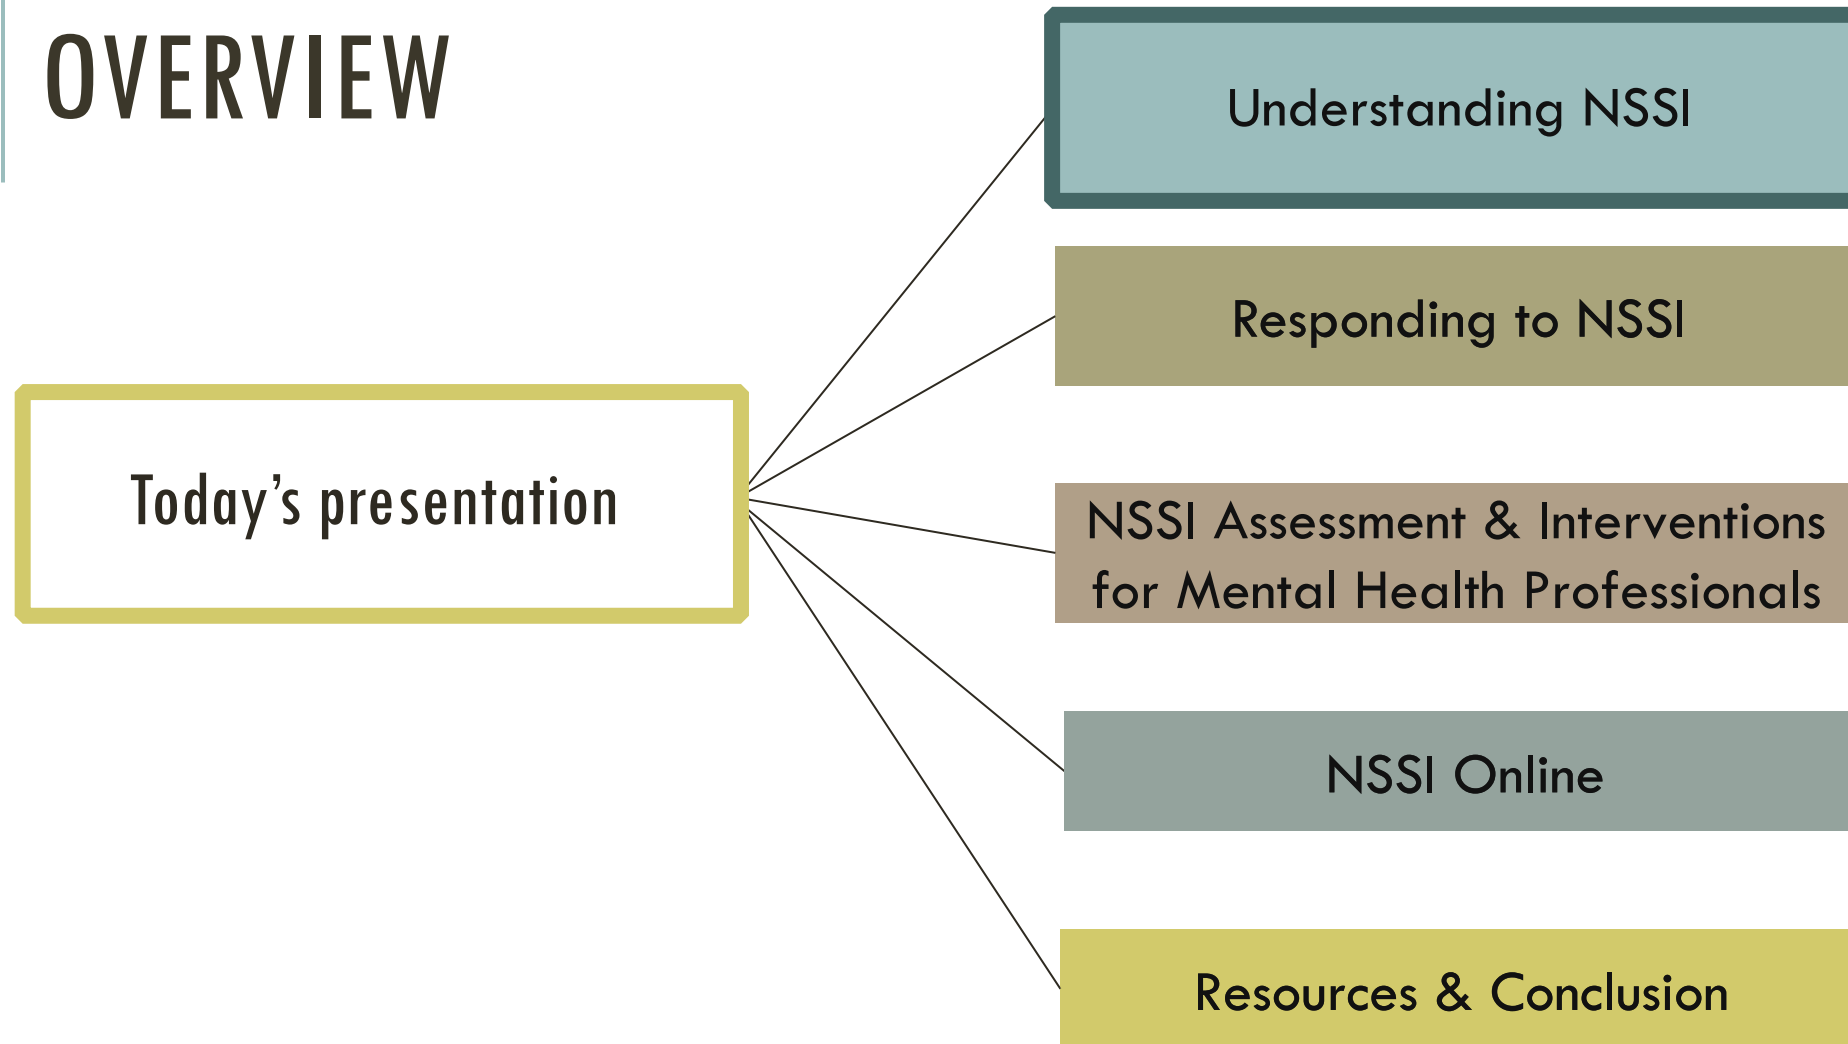 OVERVIEW
Today’s presentation
Understanding NSSI
Responding to NSSI
NSSI Assessment & Interventions
for Mental Health Professionals
NSSI Online
Resources & Conclusion